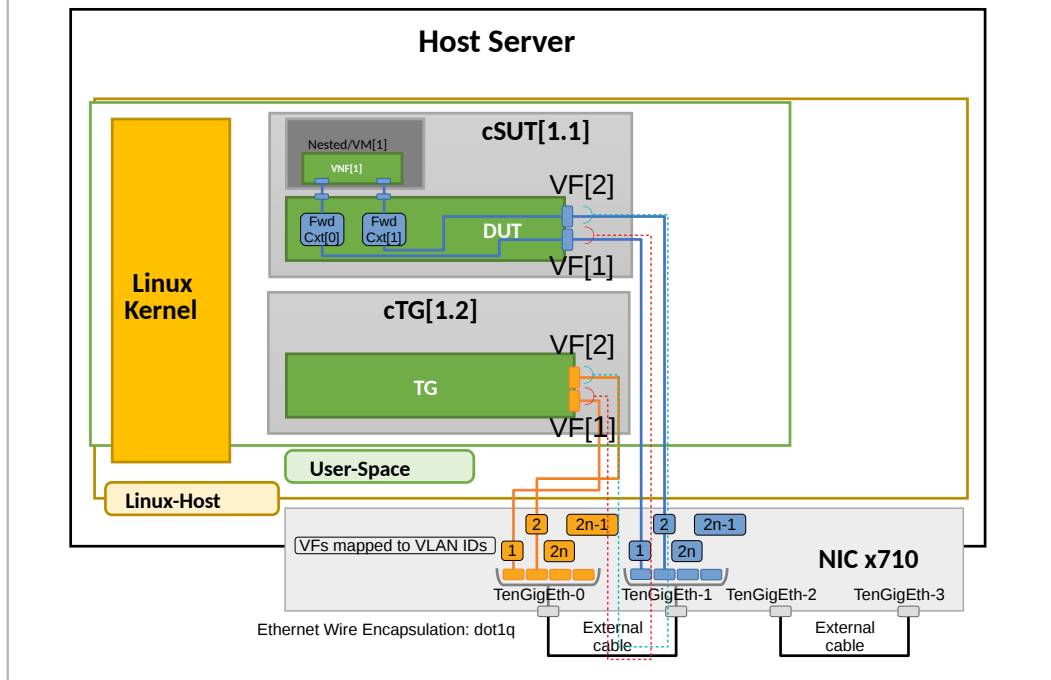 Host Server
cSUT[1.1]
Nested/VM[1]
VNF[1]
VF[2]
Fwd
Cxt[0]
Fwd
Cxt[1]
DUT
VF[1]
Linux
Kernel
cTG[1.2]
VF[2]
TG
VF[1]
User-Space
Linux-Host
2
2n-1
2
2n-1
VFs mapped to VLAN IDs
1
2n
1
2n
NIC x710
TenGigEth-0
TenGigEth-1
TenGigEth-2
TenGigEth-3
Ethernet Wire Encapsulation: dot1q
External
cable
External
cable